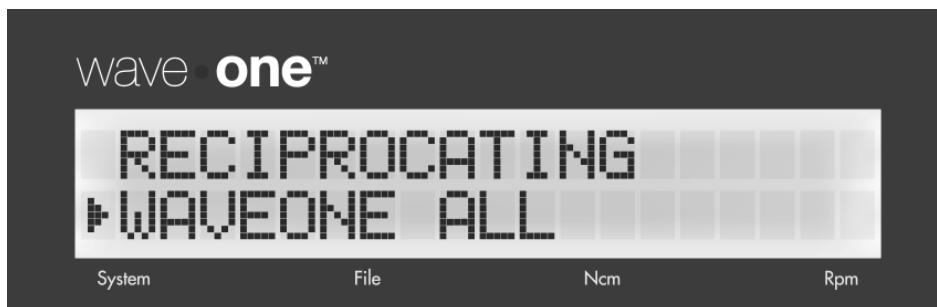 wave•one™
RECIPROCATING
▶WAVEONE ALL
System File Ncm Rpm